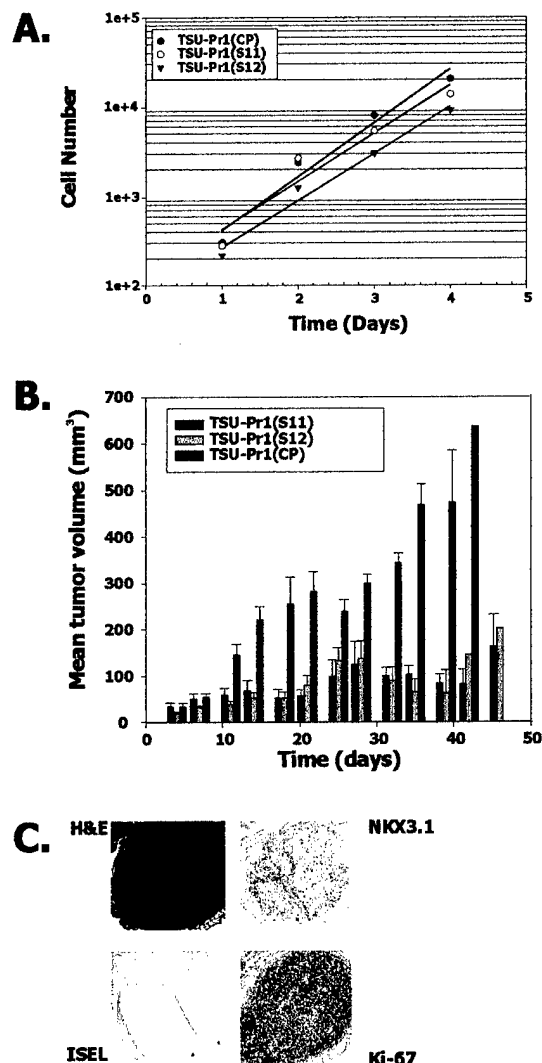 A.
1e+5
1e+4
1e+3
1e+2
Cell Number
TSU-Pr1(CP)
TSU-Pr1(S11)
TSU-Pr1(S12)
0 1 2 3 4 5
Time (Days)
B.
700
600
500
400
300
200
100
0
Mean tumor volume (mm³)
TSU-Pr1(S11)
TSU-Pr1(S12)
TSU-Pr1(CP)
0 10 20 30 40 50
Time (days)
C.
H&E
NKX3.1
ISEL
Ki-67